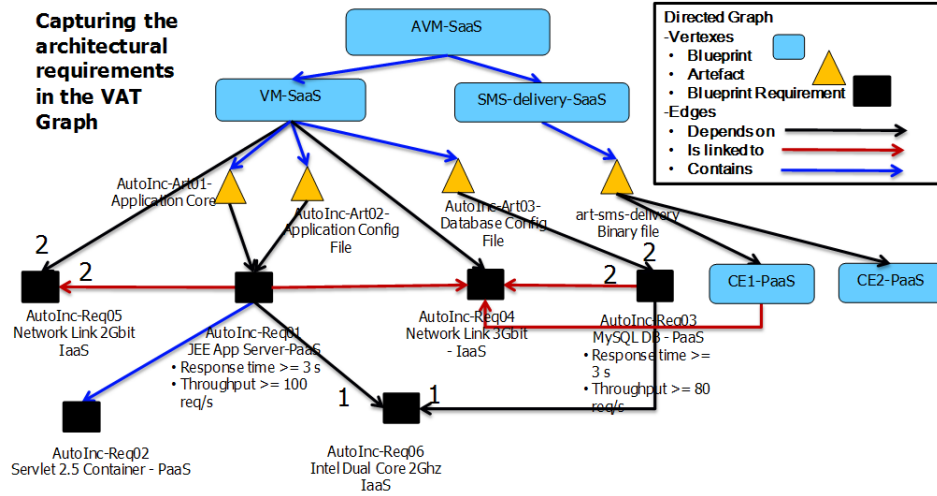 Capturing the
architectural
requirements
in the VAT
Graph
AVM-SaaS
VM-SaaS
SMS-delivery-SaaS
Directed Graph
-Vertexes
• Blueprint
• Artefact
• Blueprint Requirement
-Edges
• Depends on
• Is linked to
• Contains
AutoInc-Art01-
Application Core
AutoInc-Art02-
Application Config
File
AutoInc-Art03-
Database Config
File
art-sms-delivery
Binary file
2
2
2
2
CE1-PaaS
CE2-PaaS
AutoInc-Req05
Network Link 2Gbit
IaaS
AutoInc-Req01
JEE App Server-PaaS
• Response time >= 3 s
• Throughput >= 100
req/s
AutoInc-Req04
Network Link 3Gbit
- IaaS
AutoInc-Req03
MySQL DB - PaaS
• Response time >=
3 s
• Throughput >= 80
req/s
1
1
AutoInc-Req02
Servlet 2.5 Container - PaaS
AutoInc-Req06
Intel Dual Core 2Ghz
IaaS